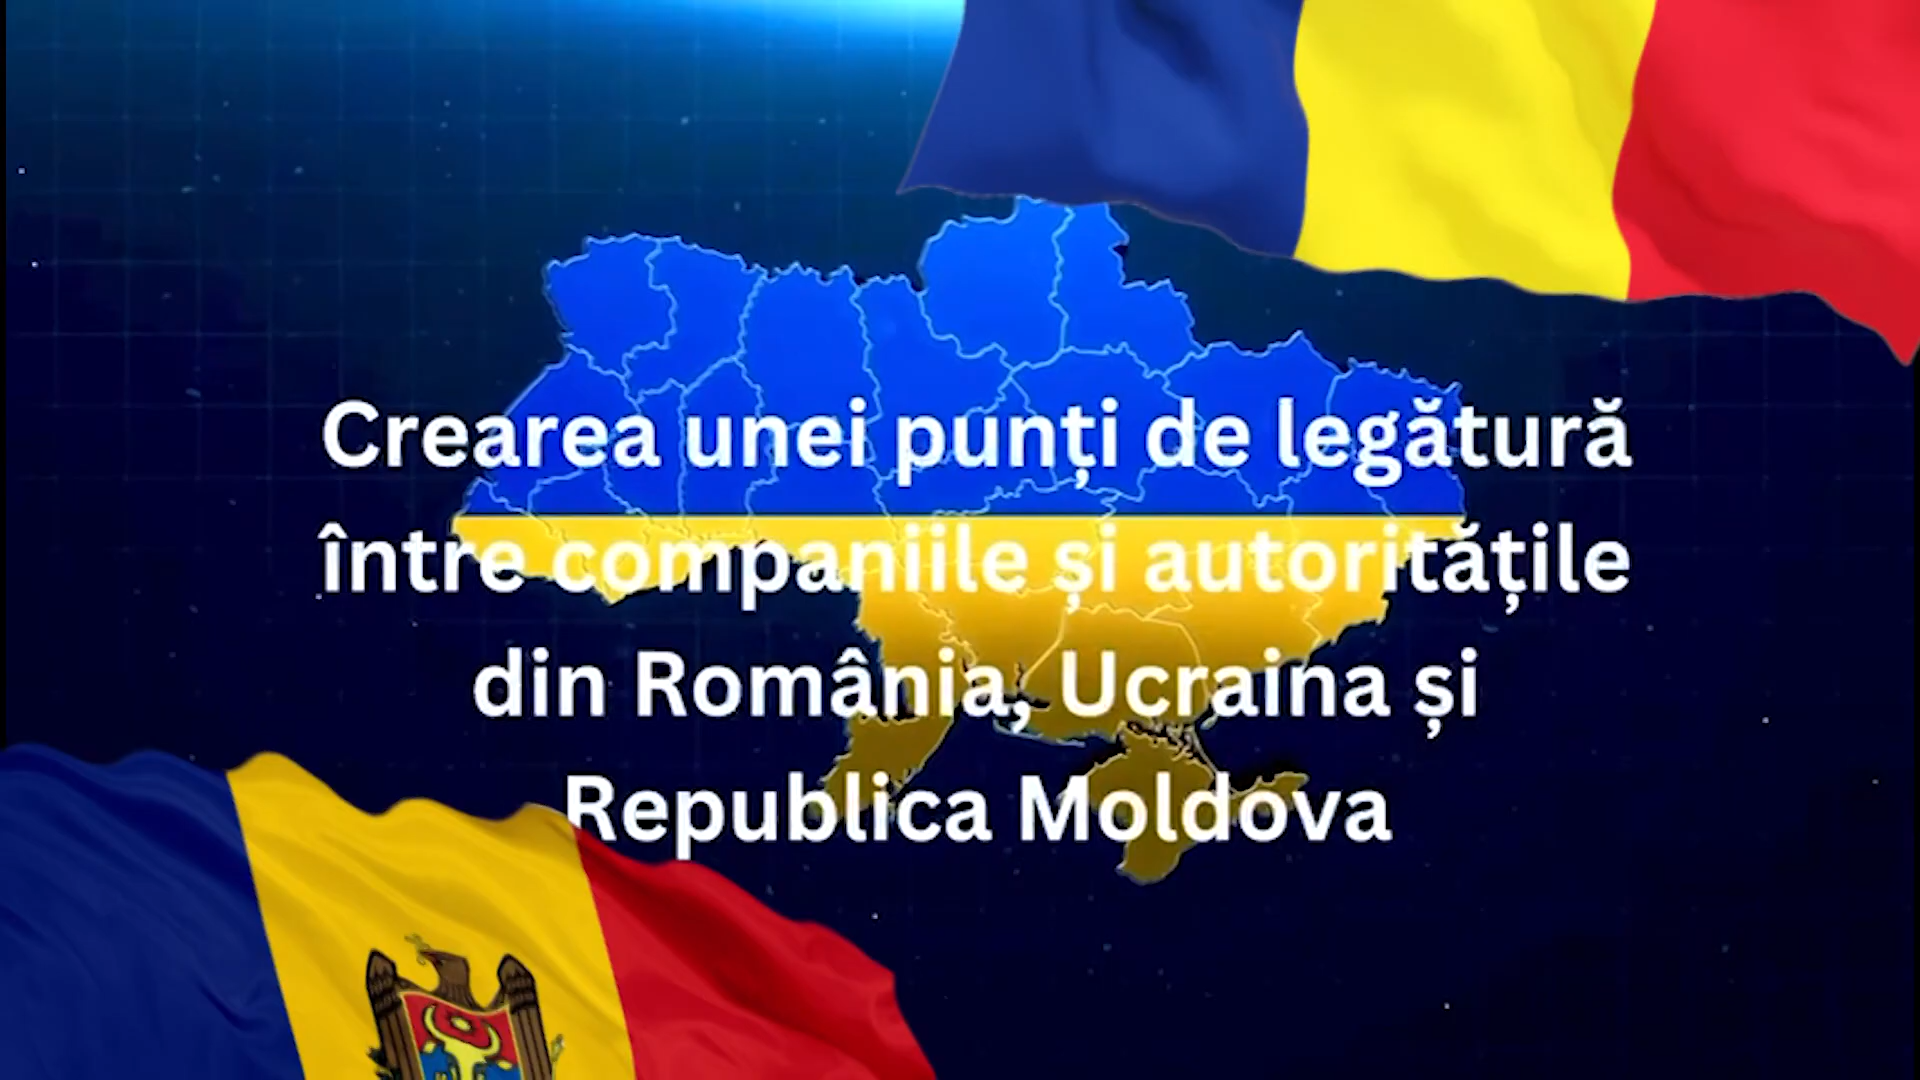 Crearea unei punți de legătură
între companiile și autoritățile
din România, Ucraina și
Republica Moldova